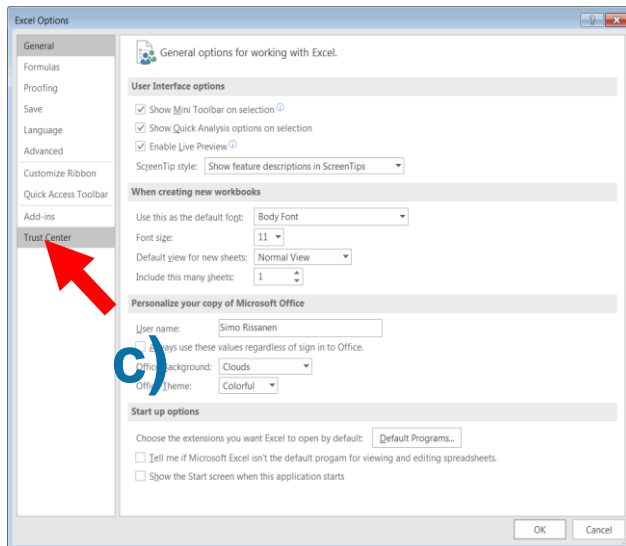 Excel Options
General
Formulas
Proofing
Save
Language
Advanced
Customize Ribbon
Quick Access Toolbar
Add-ins
Trust Center
General options for working with Excel.
User Interface options
Show Mini Toolbar on selection
Show Quick Analysis options on selection
Enable Live Preview
ScreenTip style: Show feature descriptions in ScreenTips
When creating new workbooks
Use this as the default font: Body Font
Font size: 11
Default view for new sheets: Normal View
Include this many sheets: 1
Personalize your copy of Microsoft Office
User name: Simo Rissanen
Always use these values regardless of sign in to Office.
c)
Office Background: Clouds
Office Theme: Colorful
Start up options
Choose the extensions you want Excel to open by default: Default Programs...
Tell me if Microsoft Excel isn't the default progam for viewing and editing spreadsheets.
Show the Start screen when this application starts
OK Cancel